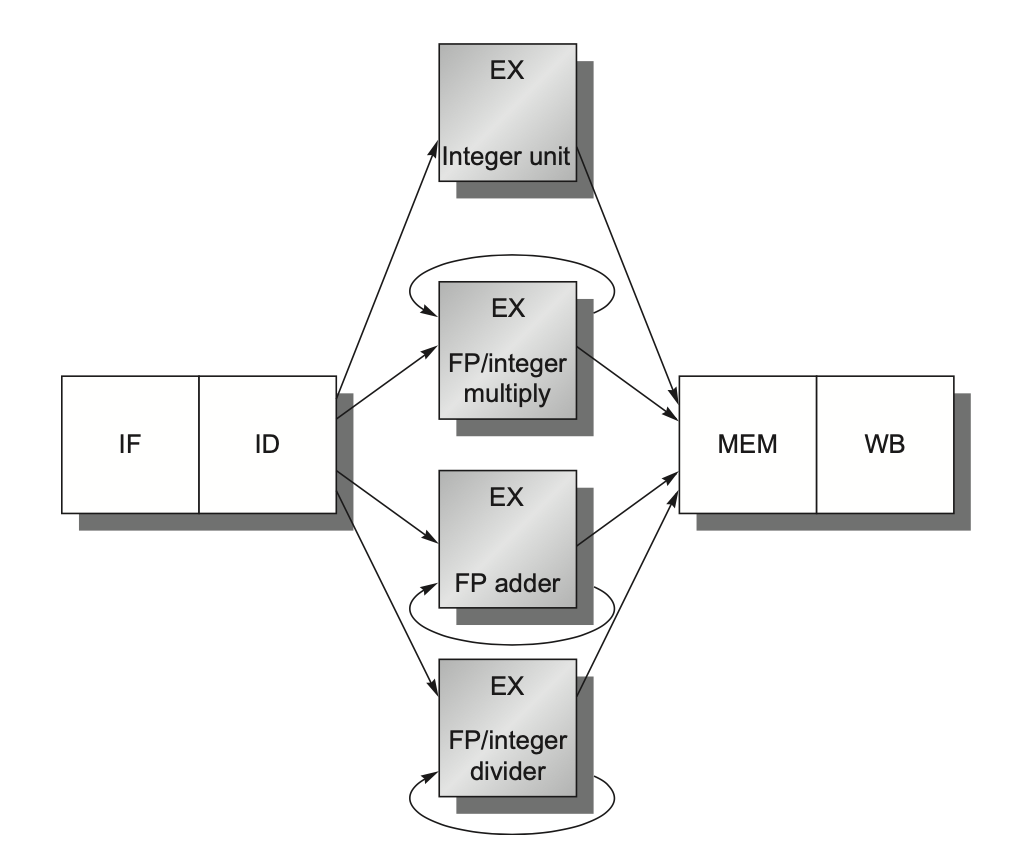 EX
Integer unit
EX
FP/integer
multiply
IF
ID
MEM
WB
EX
FP adder
EX
FP/integer
divider